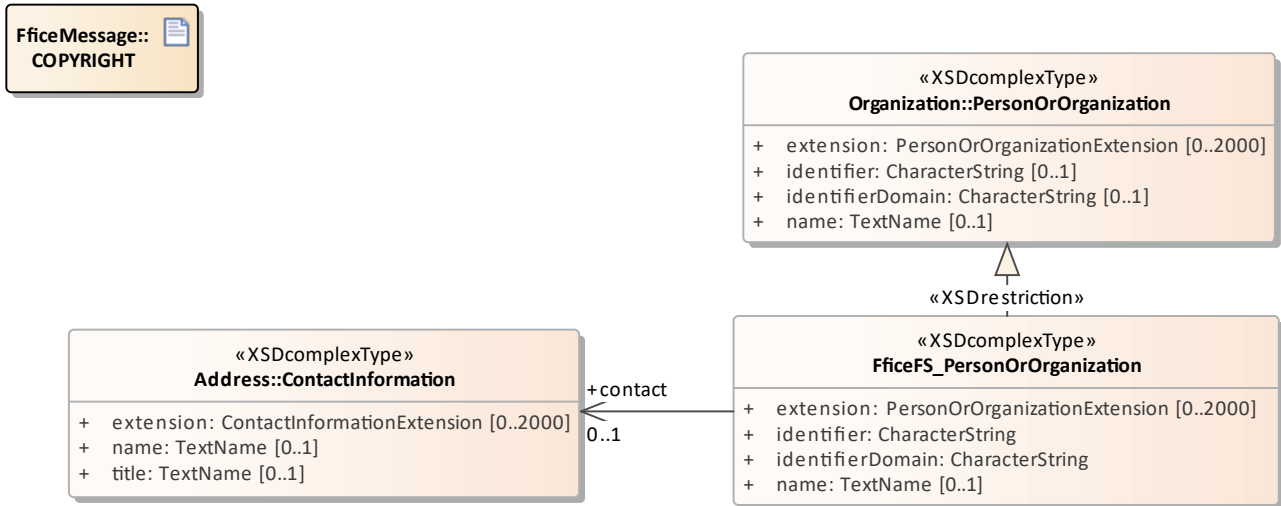 FficeMessage::
COPYRIGHT
«XSDcomplexType»
Organization::PersonOrOrganization
+ extension: PersonOrOrganizationExtension [0..2000]
+ identifier: CharacterString [0..1]
+ identifierDomain: CharacterString [0..1]
+ name: TextName [0..1]
«XSDrestriction»
«XSDcomplexType»
Address::ContactInformation
+ extension: ContactInformationExtension [0..2000]
+ name: TextName [0..1]
+ title: TextName [0..1]
+contact
0..1
«XSDcomplexType»
FficeFS_PersonOrOrganization
+ extension: PersonOrOrganizationExtension [0..2000]
+ identifier: CharacterString
+ identifierDomain: CharacterString
+ name: TextName [0..1]